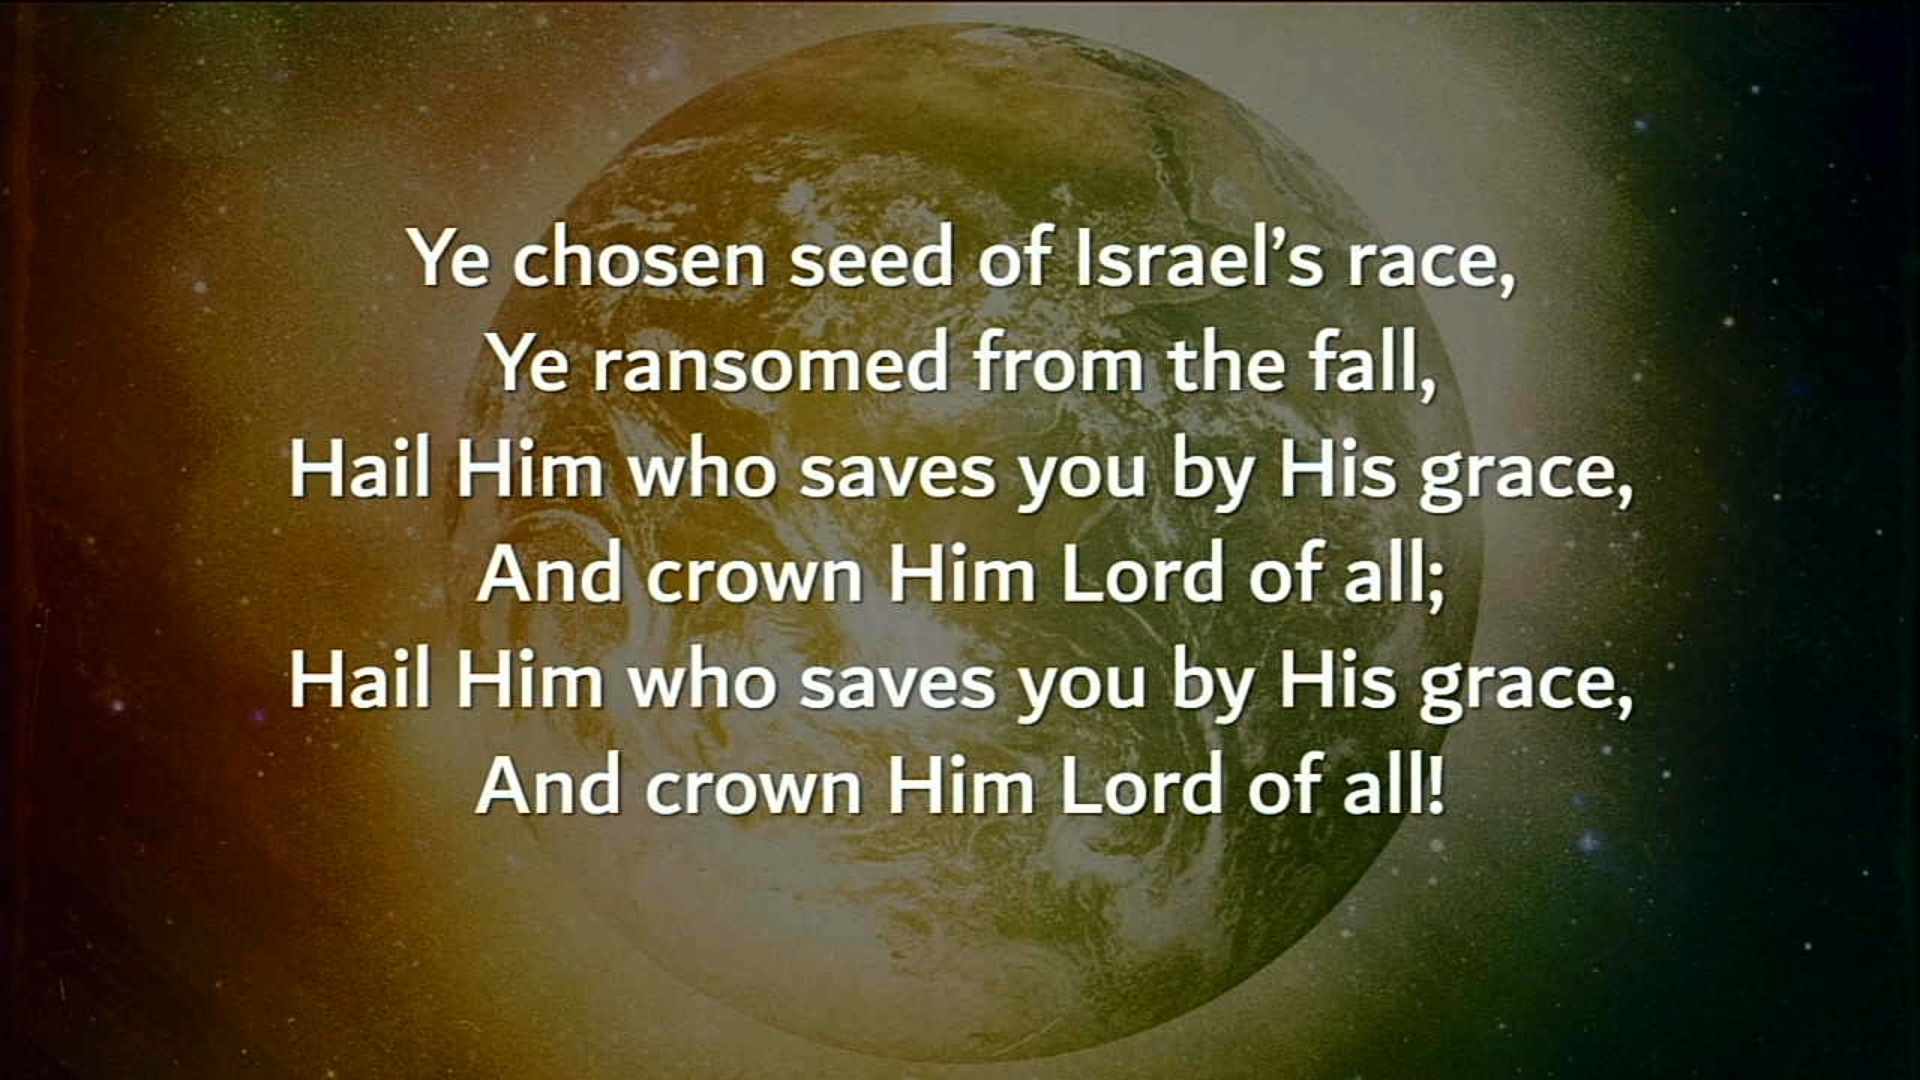 Ye chosen seed of Israel’s race,
Ye ransomed from the fall,
Hail Him who saves you by His grace,
And crown Him Lord of all;
Hail Him who saves you by His grace,
And crown Him Lord of all!